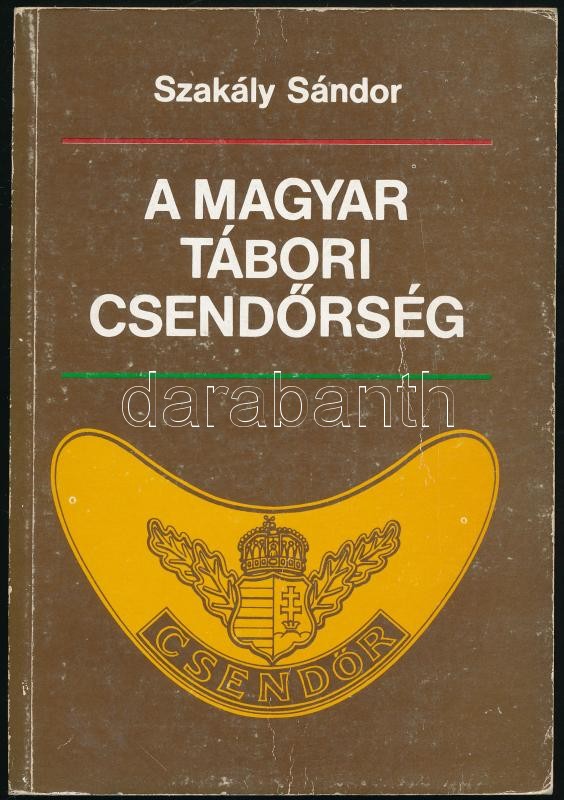 Szakály Sándor
A MAGYAR
TÁBORI
CSENDŐRSÉG
darabanth
CSENDŐR